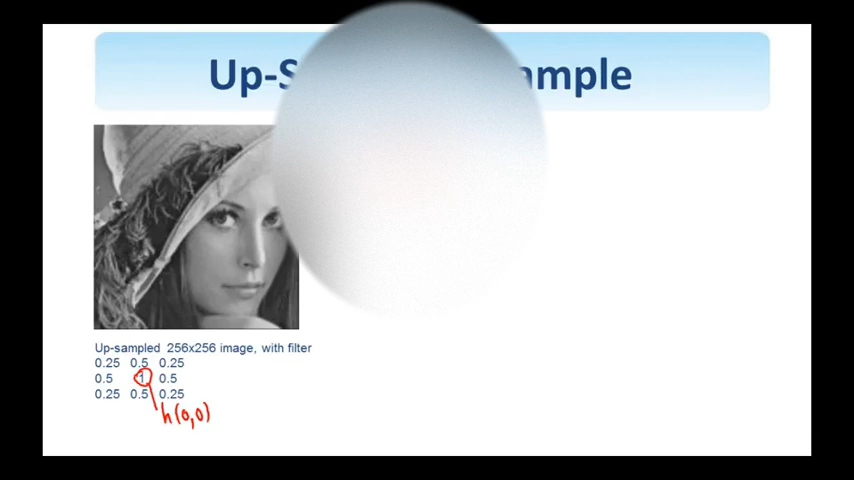 Up-S ample
Up-sampled 256x256 image, with filter
0.25 0.5 0.25
0.5 1 0.5
0.25 0.5 0.25
h(0,0)